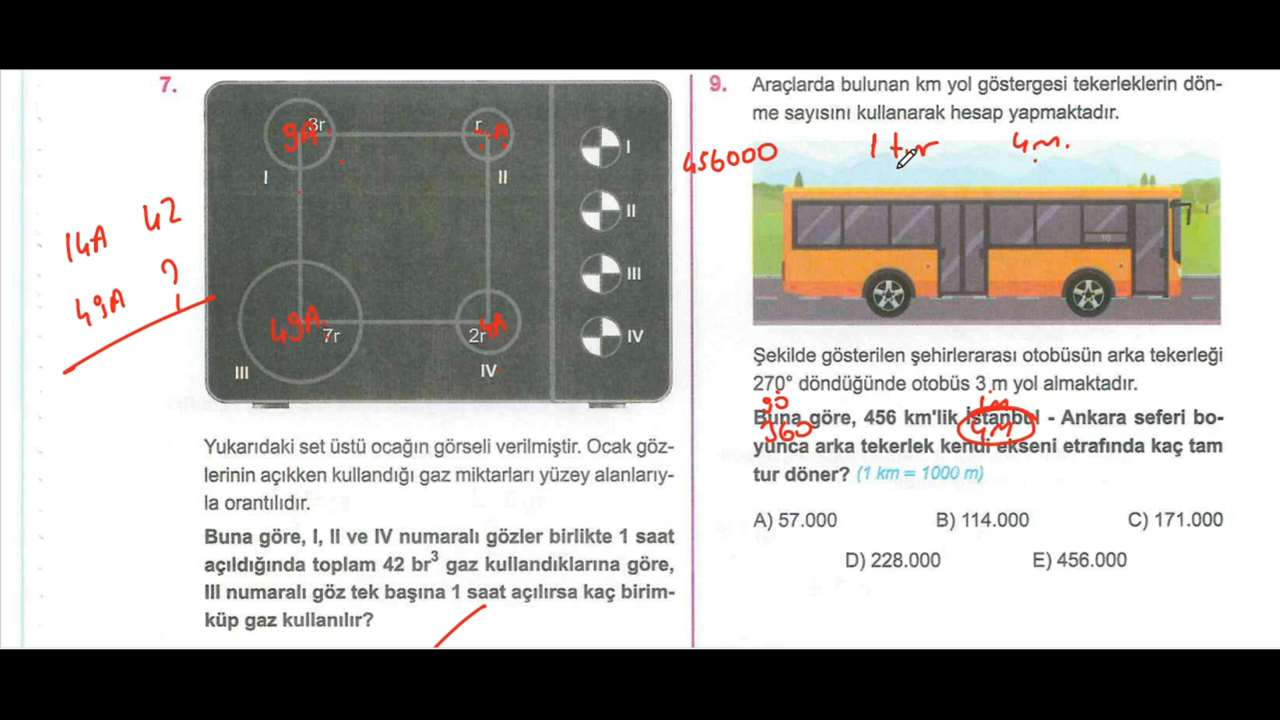 7.
3r
9A
r
A
I
II
49A
7r
4A
2r
III
IV
I
II
III
IV
14A 42
49A ?
Yukarıdaki set üstü ocağın görseli verilmiştir. Ocak göz-
lerinin açıkken kullandığı gaz miktarları yüzey alanlarıy-
la orantılıdır.
Buna göre, I, II ve IV numaralı gözler birlikte 1 saat
açıldığında toplam 42 br³ gaz kullandıklarına göre,
III numaralı göz tek başına 1 saat açılırsa kaç birim-
küp gaz kullanılır?
9. Araçlarda bulunan km yol göstergesi tekerleklerin dön-
me sayısını kullanarak hesap yapmaktadır.
456000 1 tur 4m.
Şekilde gösterilen şehirlerarası otobüsün arka tekerleği
270° döndüğünde otobüs 3 m yol almaktadır.
90 1m
Buna göre, 456 km'lik İstanbul - Ankara seferi bo-
360 4m
yunca arka tekerlek kendi ekseni etrafında kaç tam
tur döner? (1 km = 1000 m)
A) 57.000 B) 114.000 C) 171.000
D) 228.000 E) 456.000